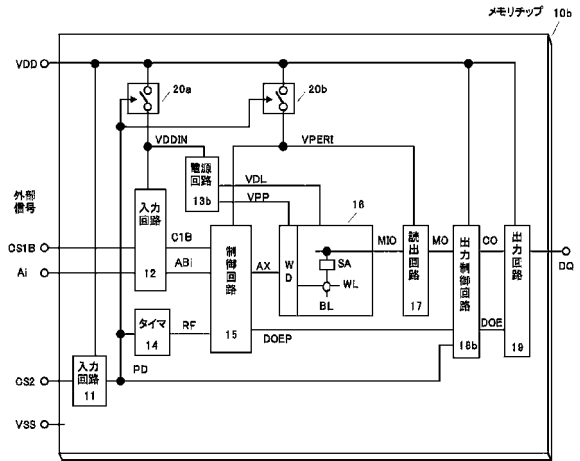 メモリチップ 10b
VDD
20a
20b
VDDIN
VPERI
電源
回路
13b
VDL
VPP
外部
信号
入力回路
12
16
CS1B
C1B
制御回路
15
AX
WD
MIO
SA
WL
BL
読出回路
17
MO
出力制御回路
18b
CO
出力回路
19
DQ
Ai
ABi
タイマ
14
RF
DOEP
DOE
PD
CS2
入力
回路
11
VSS